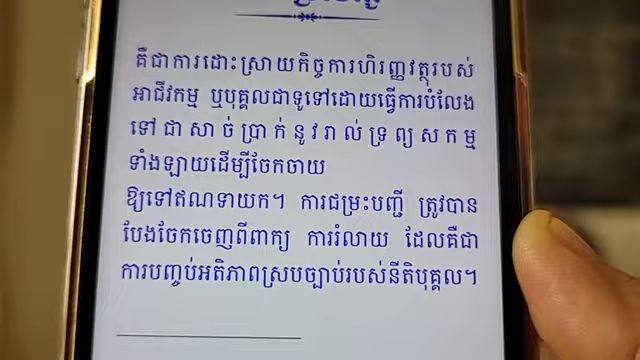 គឺជាការដោះស្រាយកិច្ចការហិរញ្ញវត្ថុរបស់
អាជីវកម្ម ឬបុគ្គលជាទូទៅដោយធ្វើការបំលែង
ទៅជាសាច់ប្រាក់នូវរាល់ទ្រព្យសកម្ម
ទាំងឡាយដើម្បីចែកចាយ
ឱ្យទៅឥណទាយក។ ការជម្រះបញ្ជី ត្រូវបាន
បែងចែកចេញពីពាក្យ ការរំលាយ ដែលគឺជា
ការបញ្ចប់អតិភាពស្របច្បាប់របស់នីតិបុគ្គល។